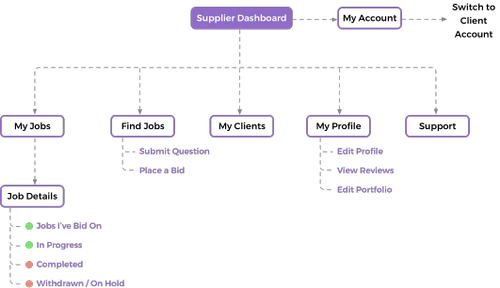 Supplier Dashboard
My Account
Switch to
Client
Account
My Jobs
Find Jobs
My Clients
My Profile
Support
Submit Question
Place a Bid
Edit Profile
View Reviews
Edit Portfolio
Job Details
Jobs I've Bid On
In Progress
Completed
Withdrawn / On Hold